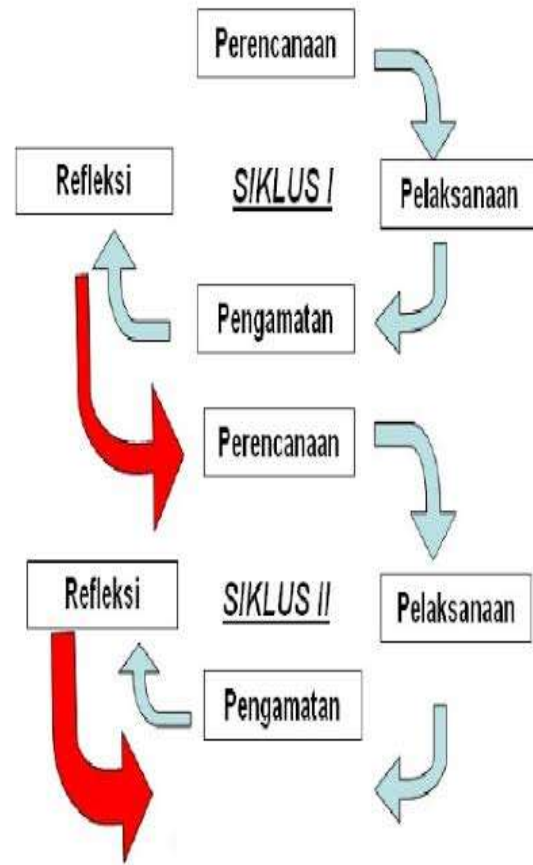 Perencanaan
Refleksi
SIKLUS I
Pelaksanaan
Pengamatan
Perencanaan
Refleksi
SIKLUS II
Pelaksanaan
Pengamatan